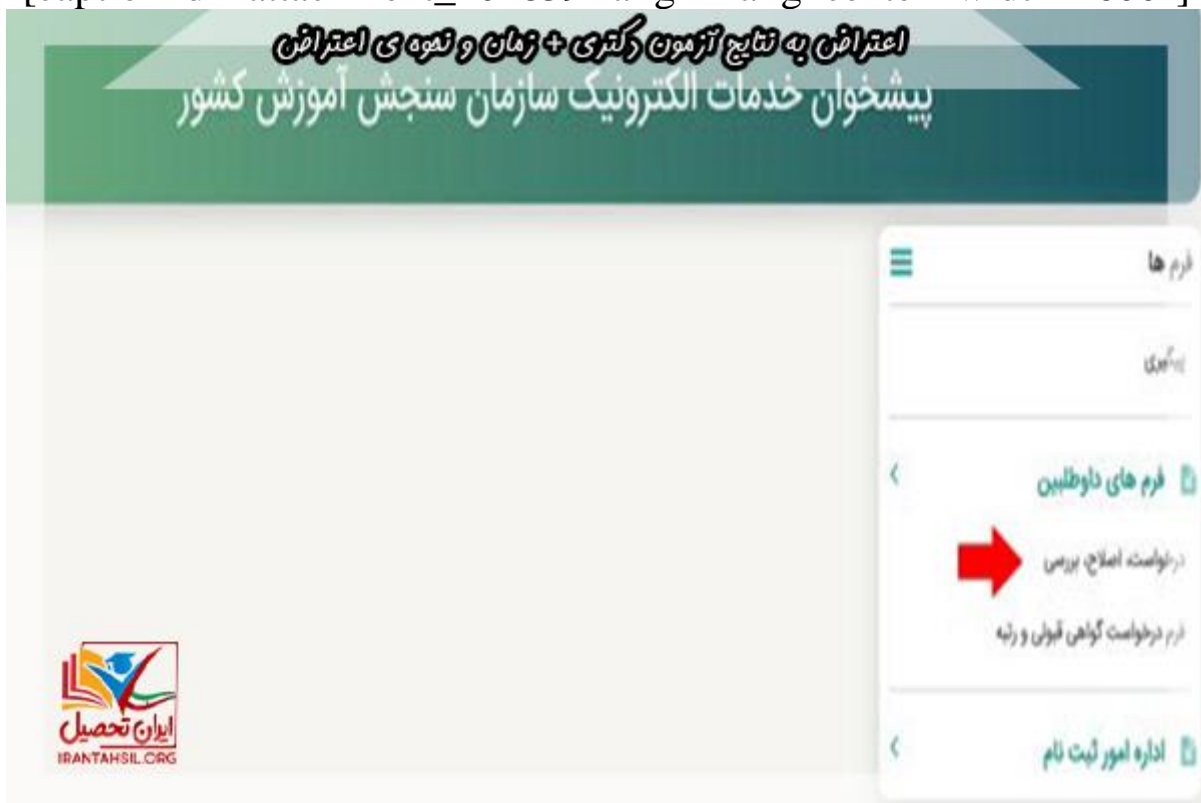 اعتراض به نتایج آزمون دکتری + زمان و نحوه ی اعتراض
پیشخوان خدمات الکترونیک سازمان سنجش آموزش کشور
فرم ها
پیگیری
فرم های داوطلبین
درخواست، اصلاح، بررسی
فرم درخواست گواهی قبولی و رتبه
اداره امور ثبت نام
ایران تحصیل
IRANTAHSIL.ORG